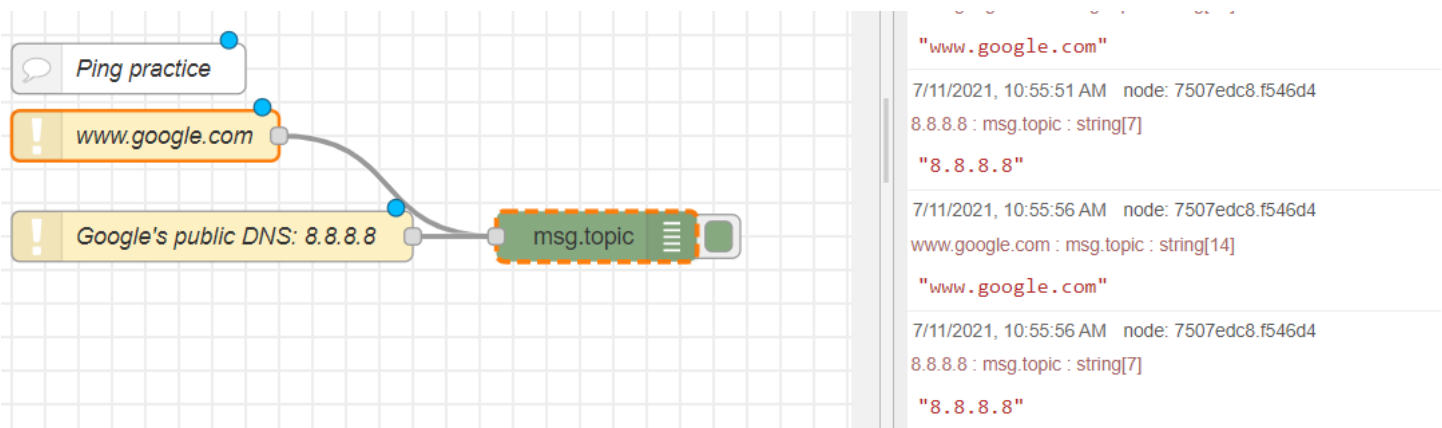 Ping practice
www.google.com
Google's public DNS: 8.8.8.8
msg.topic
"www.google.com"
7/11/2021, 10:55:51 AM node: 7507edc8.f546d4
8.8.8.8 : msg.topic : string[7]
"8.8.8.8"
7/11/2021, 10:55:56 AM node: 7507edc8.f546d4
www.google.com : msg.topic : string[14]
"www.google.com"
7/11/2021, 10:55:56 AM node: 7507edc8.f546d4
8.8.8.8 : msg.topic : string[7]
"8.8.8.8"